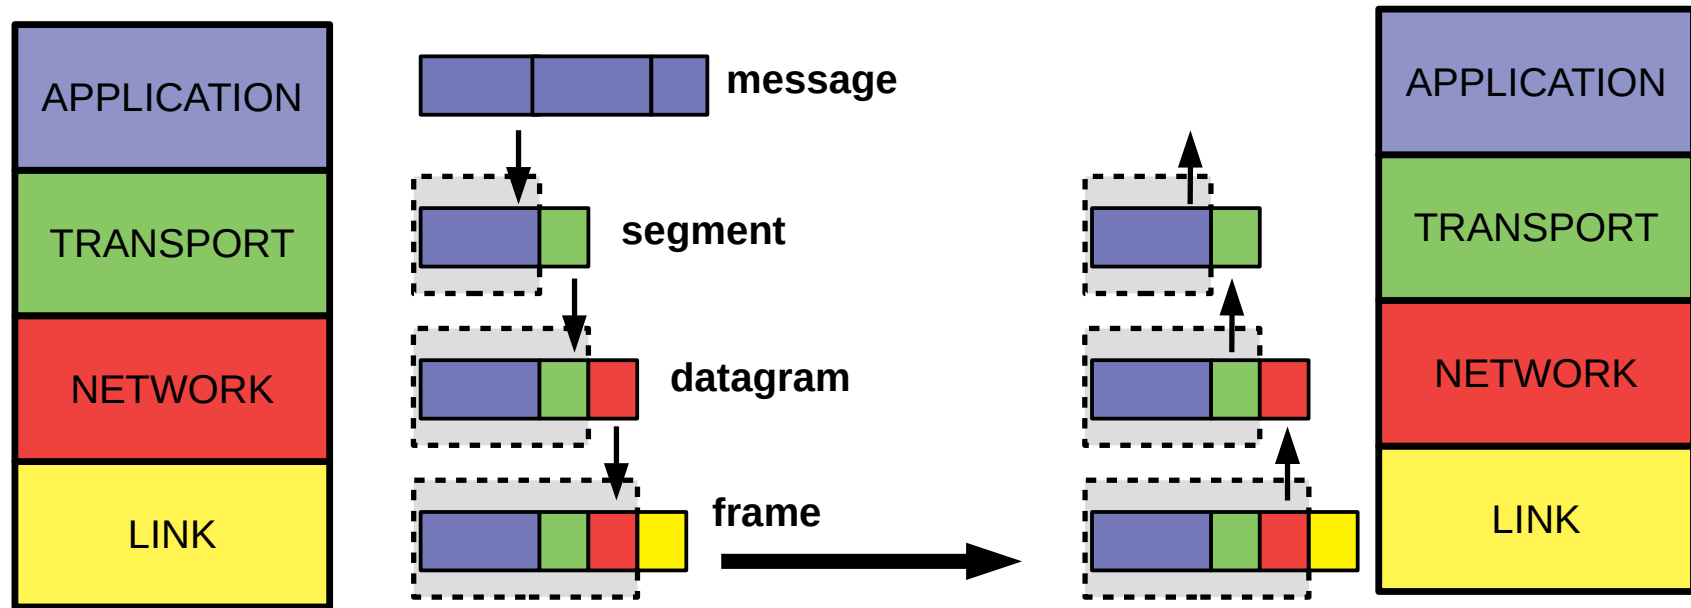 APPLICATION
TRANSPORT
NETWORK
LINK
message
segment
datagram
frame
APPLICATION
TRANSPORT
NETWORK
LINK